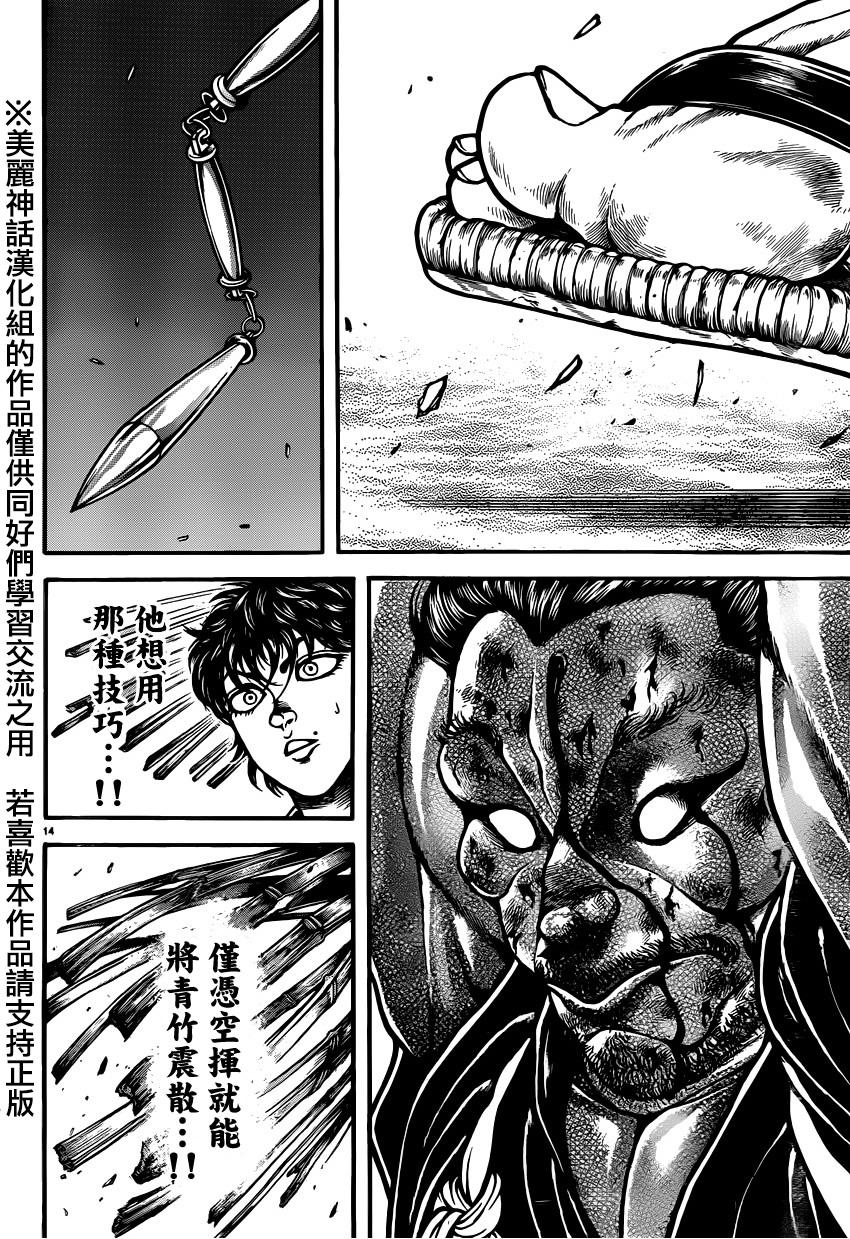 ※美麗神話漢化組的作品僅供同好們學習交流之用　若喜歡本作品請支持正版
他想用
那種技巧…!!
14
僅憑空揮就能
將青竹震散…!!